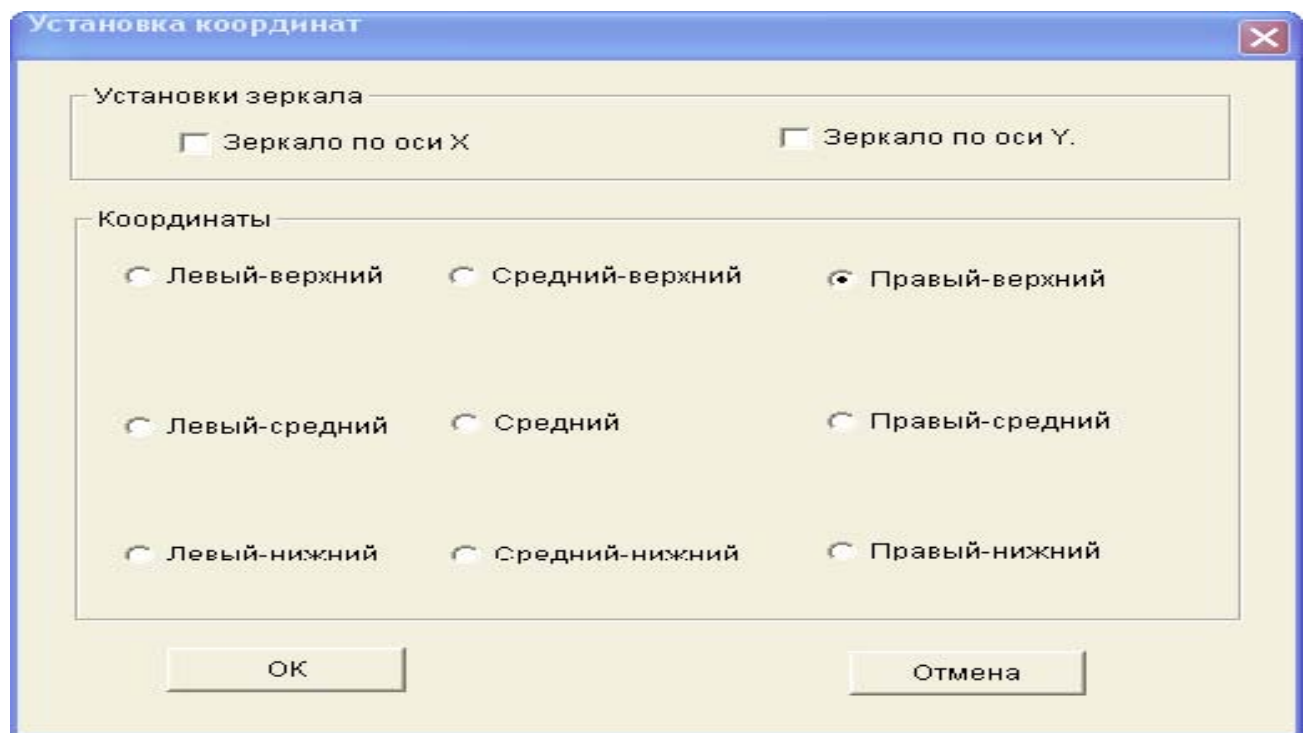 Установка координат
Установки зеркала
Зеркало по оси X
Зеркало по оси Y.
Координаты
Левый-верхний
Средний-верхний
Правый-верхний
Левый-средний
Средний
Правый-средний
Левый-нижний
Средний-нижний
Правый-нижний
ОК
Отмена